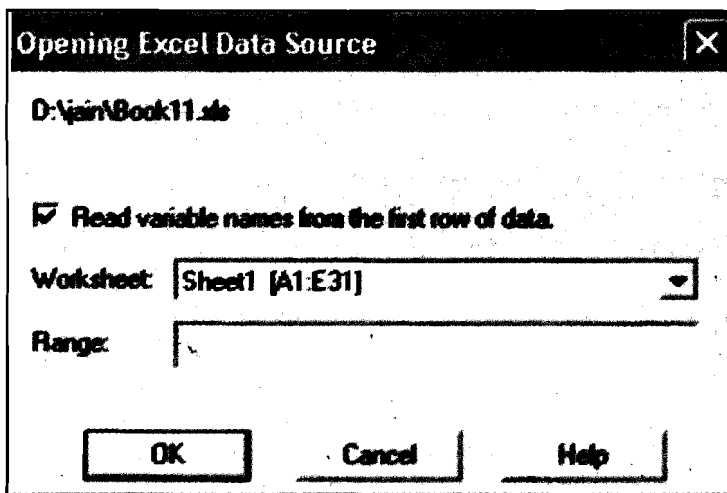 Opening Excel Data Source
D:\jain\Book11.xls
Read variable names from the first row of data.
Worksheet: Sheet1 [A1:E31]
Range:
OK Cancel Help